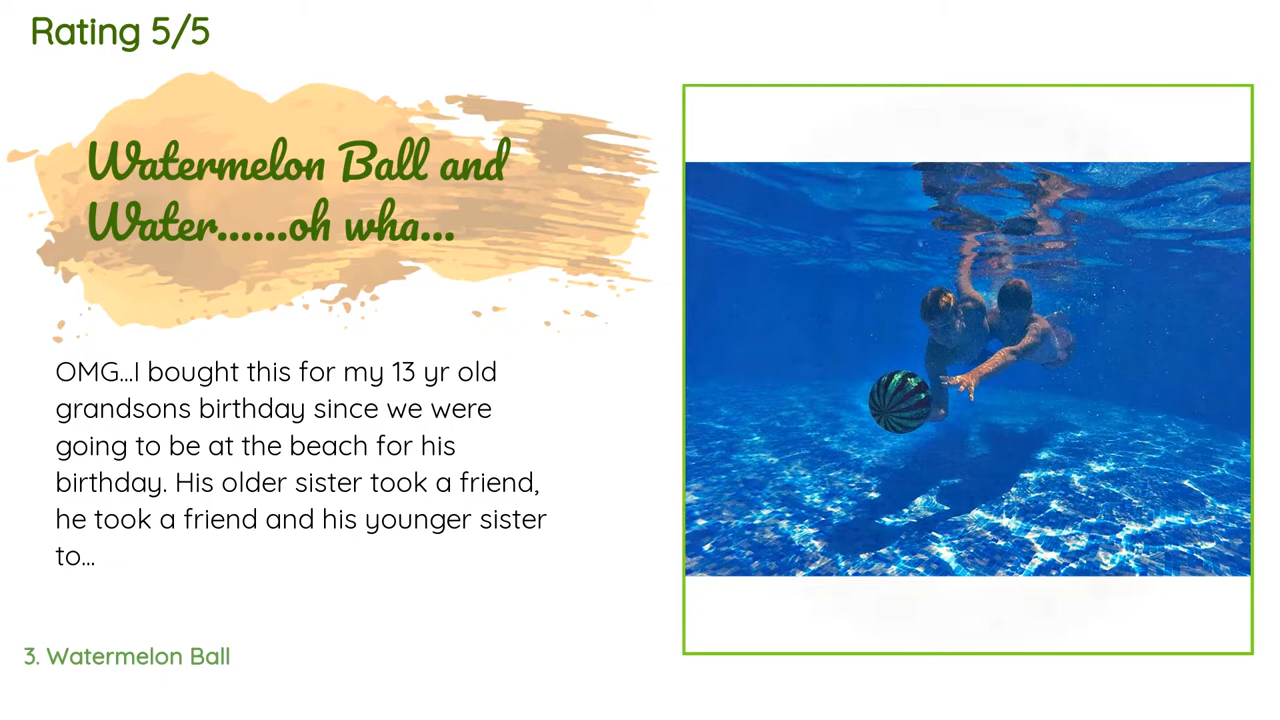 Rating 5/5
Watermelon Ball and
Water......oh wha...
OMG...I bought this for my 13 yr old
grandsons birthday since we were
going to be at the beach for his
birthday. His older sister took a friend,
he took a friend and his younger sister
to...
3. Watermelon Ball